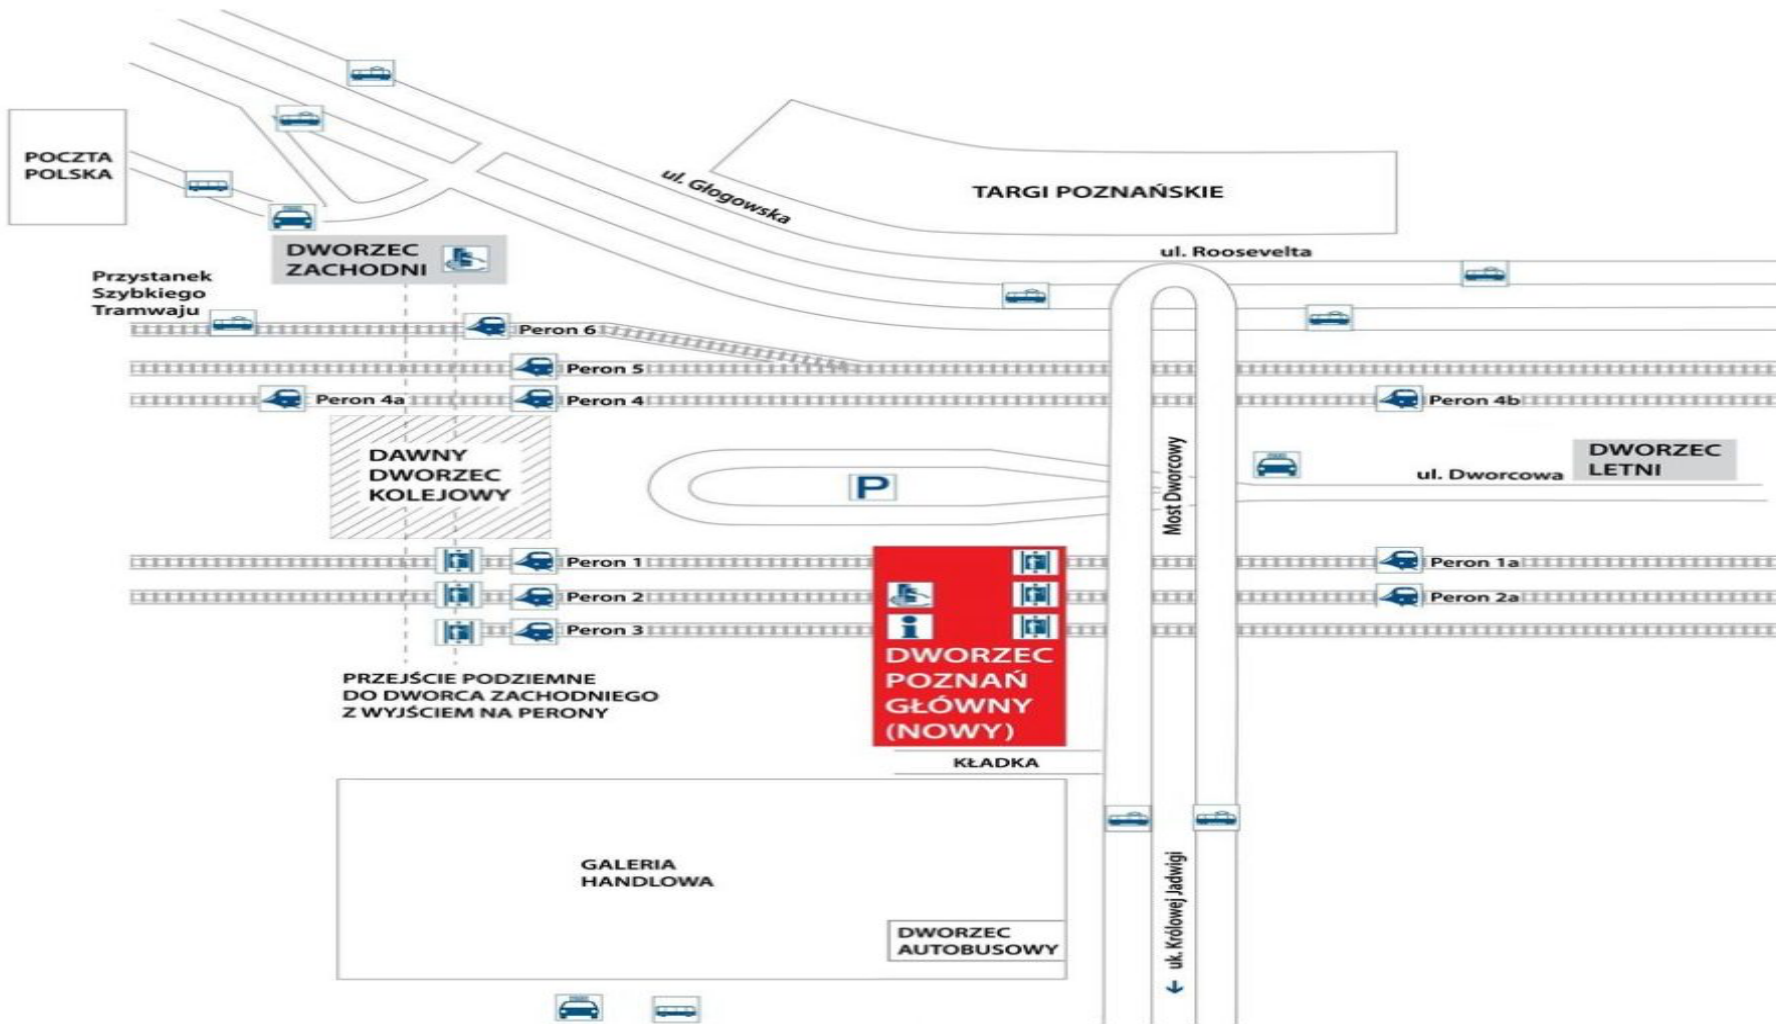 POCZTA
POLSKA
ul. Głogowska
TARGI POZNAŃSKIE
ul. Roosevelta
DWORZEC
ZACHODNI
Przystanek
Szybkiego
Tramwaju
Peron 6
Peron 5
Peron 4a
Peron 4
Peron 4b
DAWNY
DWORZEC
KOLEJOWY
P
Most Dworcowy
ul. Dworcowa
DWORZEC
LETNI
Peron 1
Peron 1a
Peron 2
Peron 2a
Peron 3
i
DWORZEC
POZNAŃ
GŁÓWNY
(NOWY)
PRZEJŚCIE PODZIEMNE
DO DWORCA ZACHODNIEGO
Z WYJŚCIEM NA PERONY
KŁADKA
GALERIA
HANDLOWA
DWORZEC
AUTOBUSOWY
uk. Królowej Jadwigi